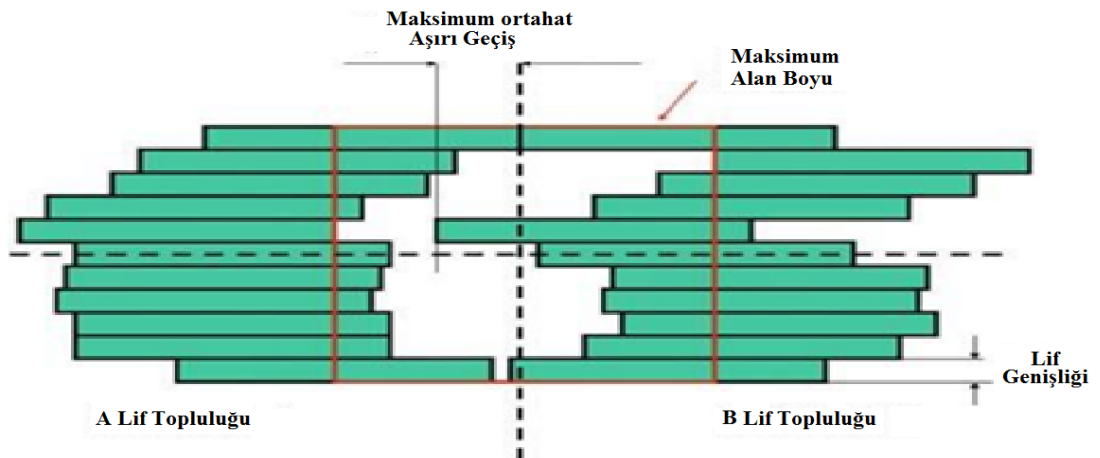 Maksimum ortahat
Aşırı Geçiş
Maksimum
Alan Boyu
Lif
Genişliği
A Lif Topluluğu
B Lif Topluluğu